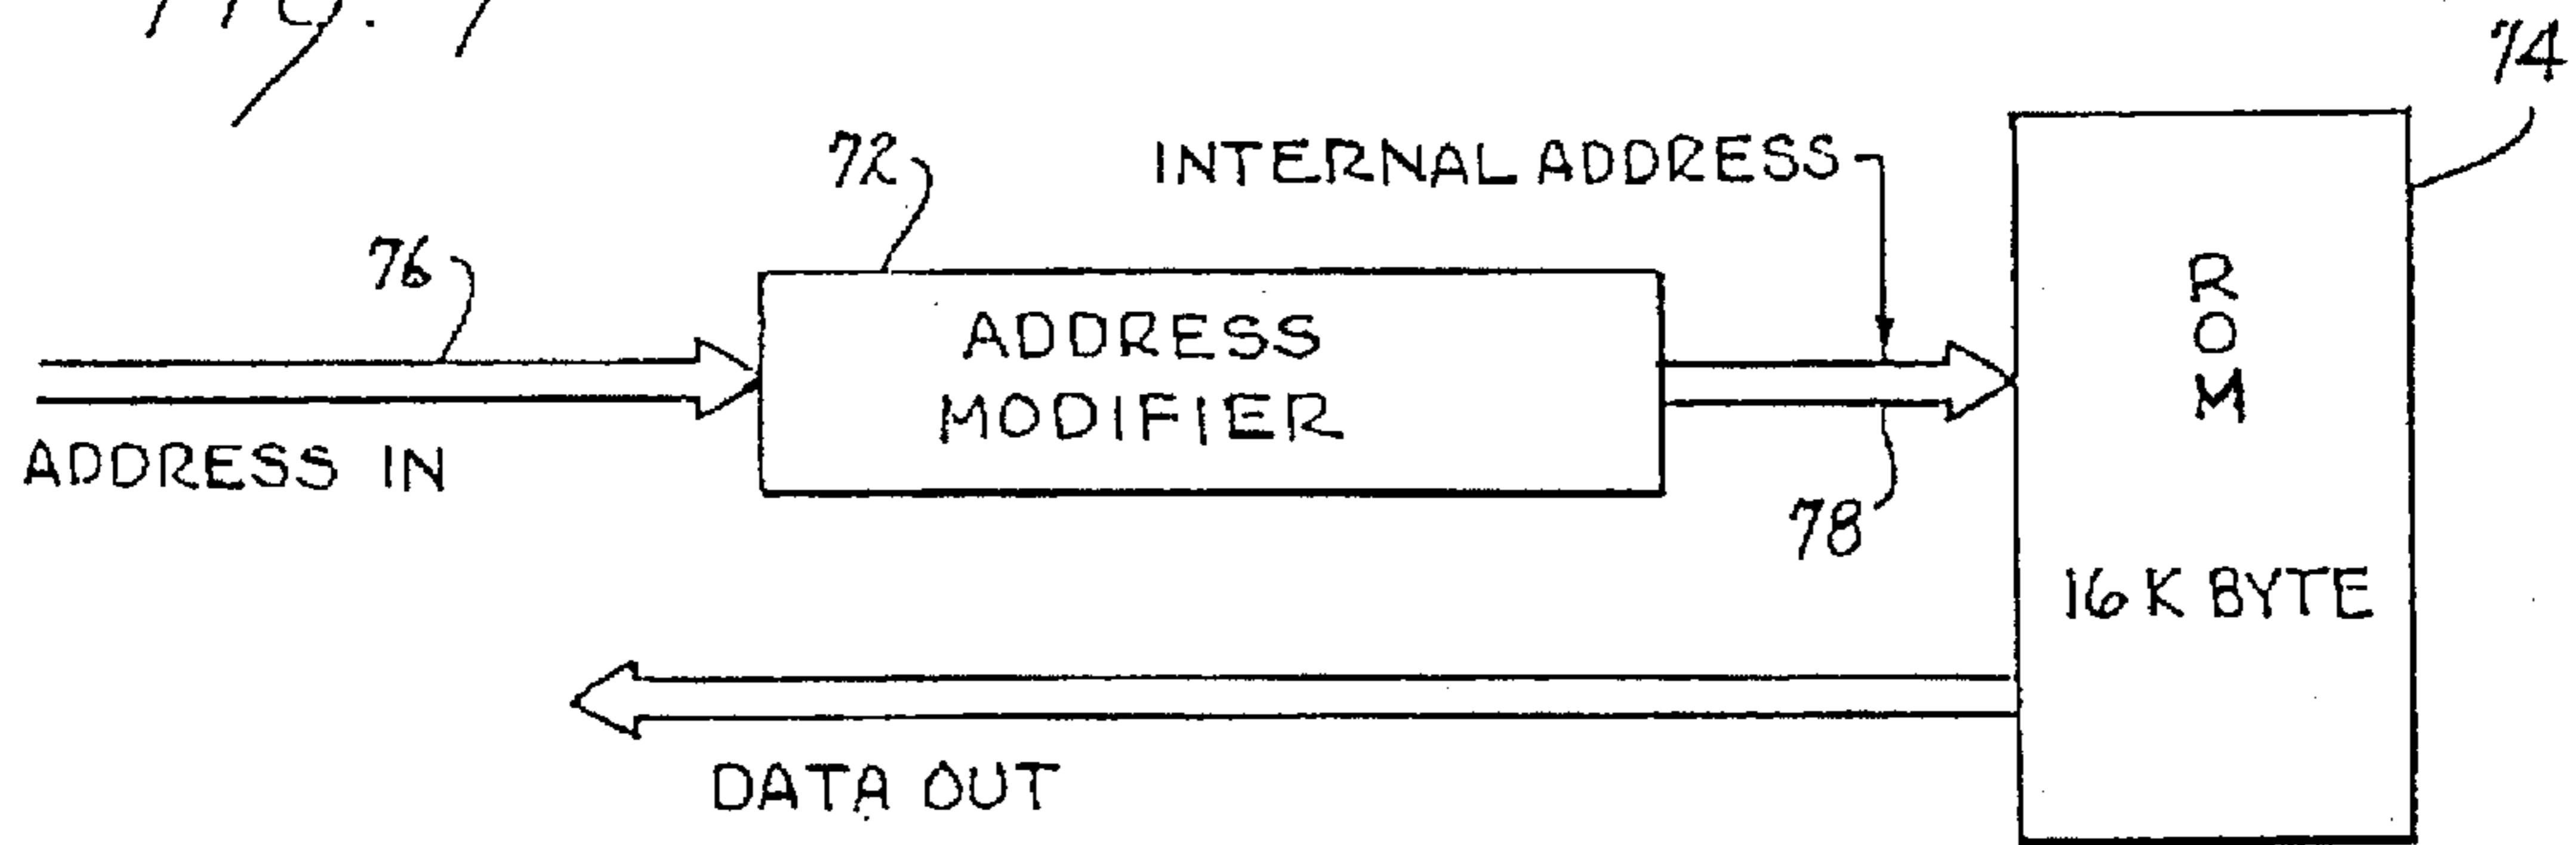 74
72
INTERNAL ADDRESS
76
ADDRESS
MODIFIER
R
O
M
ADDRESS IN
78
16 K BYTE
DATA OUT